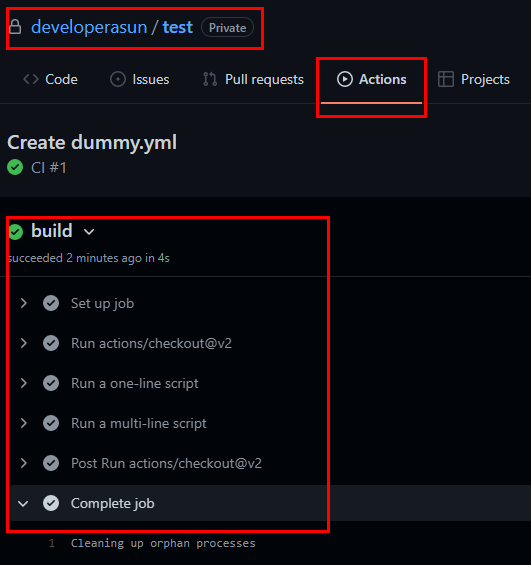 developerasun / test Private
Code Issues Pull requests Actions Projects
Create dummy.yml
CI #1
build
succeeded 2 minutes ago in 4s
Set up job
Run actions/checkout@v2
Run a one-line script
Run a multi-line script
Post Run actions/checkout@v2
Complete job
1 Cleaning up orphan processes